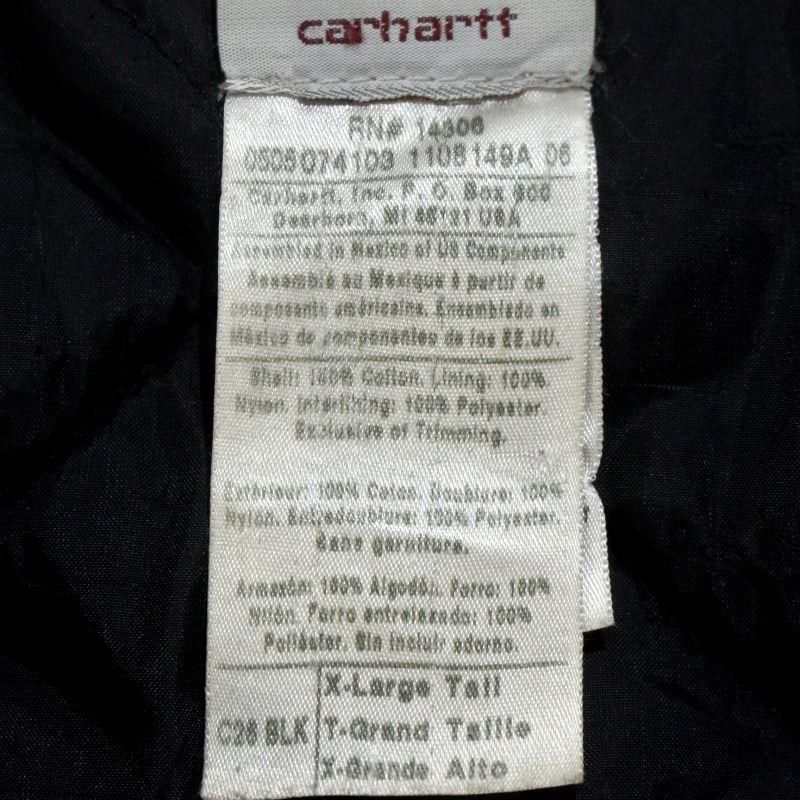 carhartt
RN# 14806
0505074103 1108149A 06
Carhartt, Inc. P. O. Box 600
Dearborn, MI 48121 USA
Assembled in Mexico of US Components
Assemblé au Mexique à partir de
composants américains. Ensamblado en
México de componentes de los EE.UU.
Shell: 100% Cotton. Lining: 100%
Nylon. Interlining: 100% Polyester.
Exclusive of Trimming.
Extérieur: 100% Coton. Doublure: 100%
Nylon. Entredoublure: 100% Polyester.
Sans garniture.
Armazón: 100% Algodón. Forro: 100%
Nilón. Forro entrelazado: 100%
Poliéster. Sin incluir adorno.
C26 BLK
X-Large Tall
T-Grand Taille
X-Grande Alto